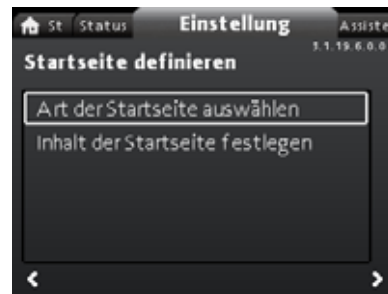 St Status Einstellung Assiste
3.1.19.6.0.0
Startseite definieren
Art der Startseite auswählen
Inhalt der Startseite festlegen